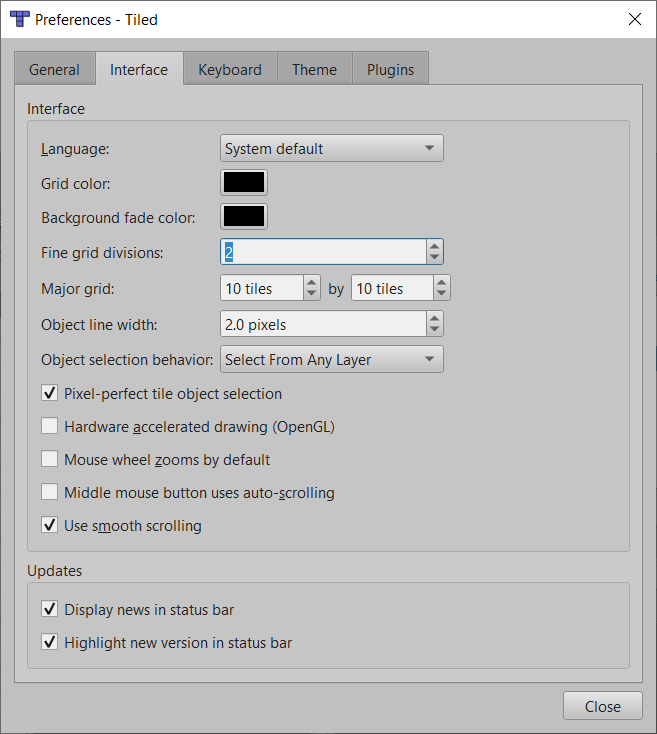 Preferences - Tiled
General Interface Keyboard Theme Plugins
Interface
Language: System default
Grid color:
Background fade color:
Fine grid divisions: 2
Major grid: 10 tiles by 10 tiles
Object line width: 2.0 pixels
Object selection behavior: Select From Any Layer
Pixel-perfect tile object selection
Hardware accelerated drawing (OpenGL)
Mouse wheel zooms by default
Middle mouse button uses auto-scrolling
Use smooth scrolling
Updates
Display news in status bar
Highlight new version in status bar
Close